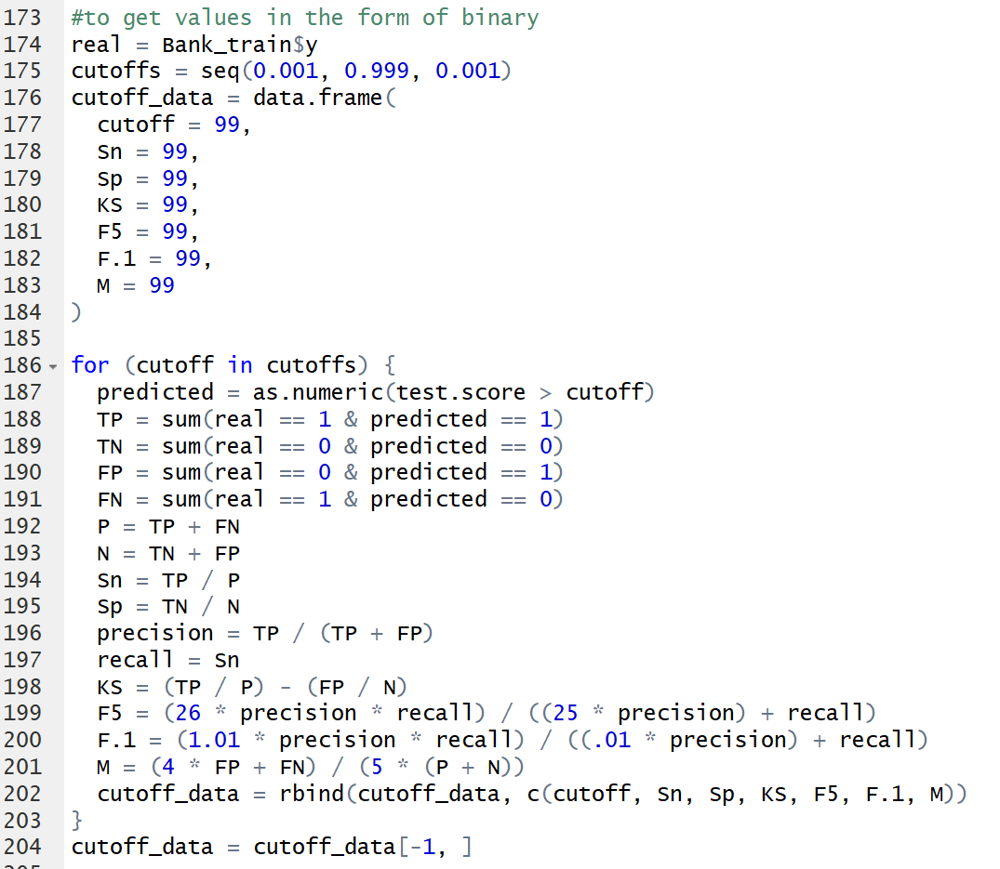 173 #to get values in the form of binary
174 real = Bank_train$y
175 cutoffs = seq(0.001, 0.999, 0.001)
176 cutoff_data = data.frame(
177   cutoff = 99,
178   Sn = 99,
179   Sp = 99,
180   KS = 99,
181   F5 = 99,
182   F.1 = 99,
183   M = 99
184 )
185
186 for (cutoff in cutoffs) {
187   predicted = as.numeric(test.score > cutoff)
188   TP = sum(real == 1 & predicted == 1)
189   TN = sum(real == 0 & predicted == 0)
190   FP = sum(real == 0 & predicted == 1)
191   FN = sum(real == 1 & predicted == 0)
192   P = TP + FN
193   N = TN + FP
194   Sn = TP / P
195   Sp = TN / N
196   precision = TP / (TP + FP)
197   recall = Sn
198   KS = (TP / P) - (FP / N)
199   F5 = (26 * precision * recall) / ((25 * precision) + recall)
200   F.1 = (1.01 * precision * recall) / ((.01 * precision) + recall)
201   M = (4 * FP + FN) / (5 * (P + N))
202   cutoff_data = rbind(cutoff_data, c(cutoff, Sn, Sp, KS, F5, F.1, M))
203 }
204 cutoff_data = cutoff_data[-1, ]